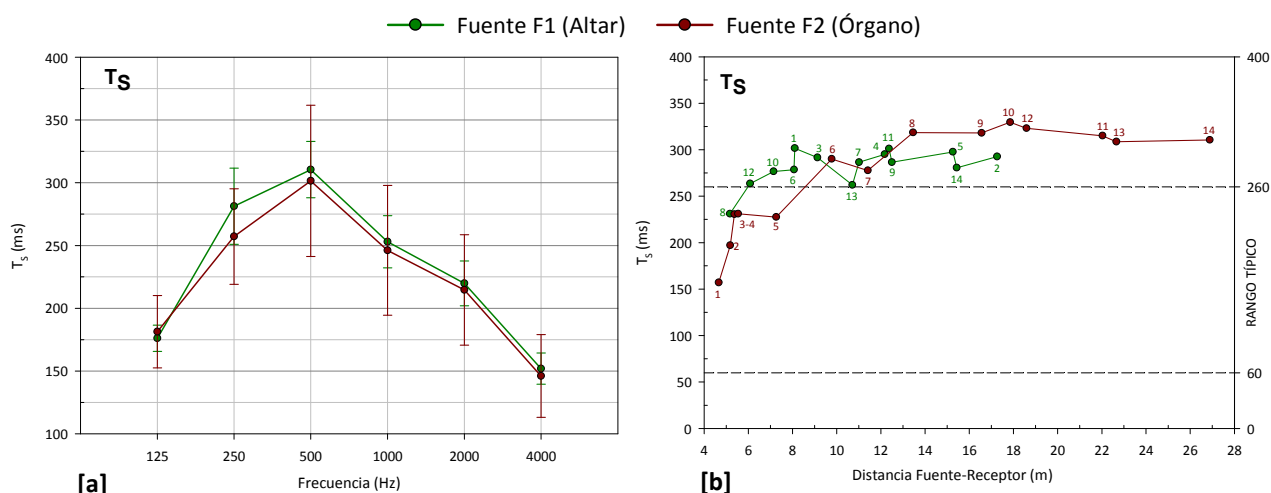 Fuente F1 (Altar) Fuente F2 (Órgano)
TS
400
350
300
250
200
150
100
Ts (ms)
125 250 500 1000 2000 4000
Frecuencia (Hz)
[a]
TS
400
350
300
250
200
150
100
50
0
Ts (ms)
1 2 3-4 5 6 7 8 9 10 12 11 13 14
8 12 10 6 1 3 13 7 4 11 9 5 14 2
400
260
60
0
RANGO TÍPICO
4 6 8 10 12 14 16 18 20 22 24 26 28
Distancia Fuente-Receptor (m)
[b]